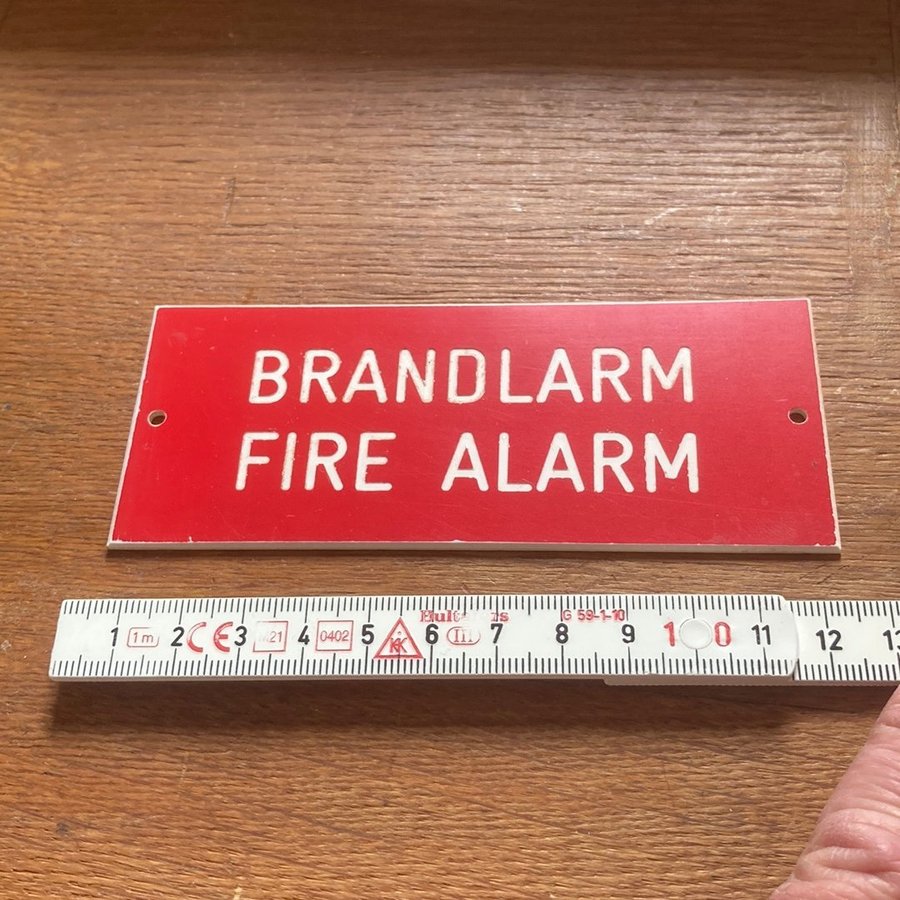 BRANDLARM
FIRE ALARM
1 1m 2 CE 3 M21 4 0402 5 6 III 7 8 9 10 11 12 13
G 59-1-10